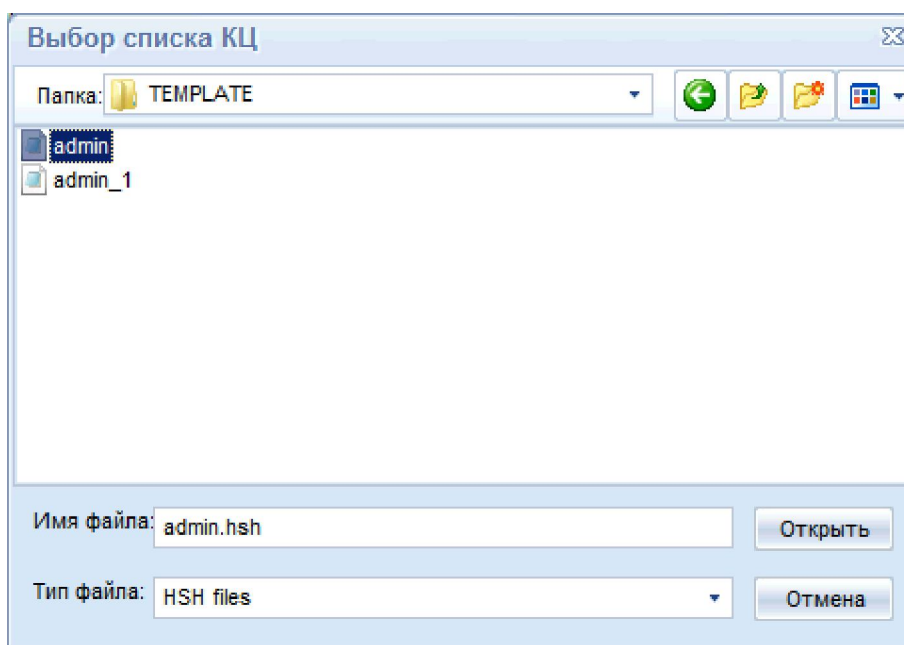 Выбор списка КЦ
Папка: TEMPLATE
admin
admin_1
Имя файла: admin.hsh Открыть
Тип файла: HSH files Отмена